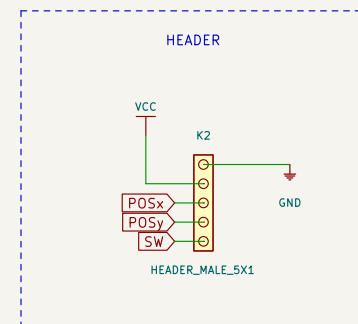 HEADER
VCC
K2
POSx
GND
POSy
SW
HEADER_MALE_5X1